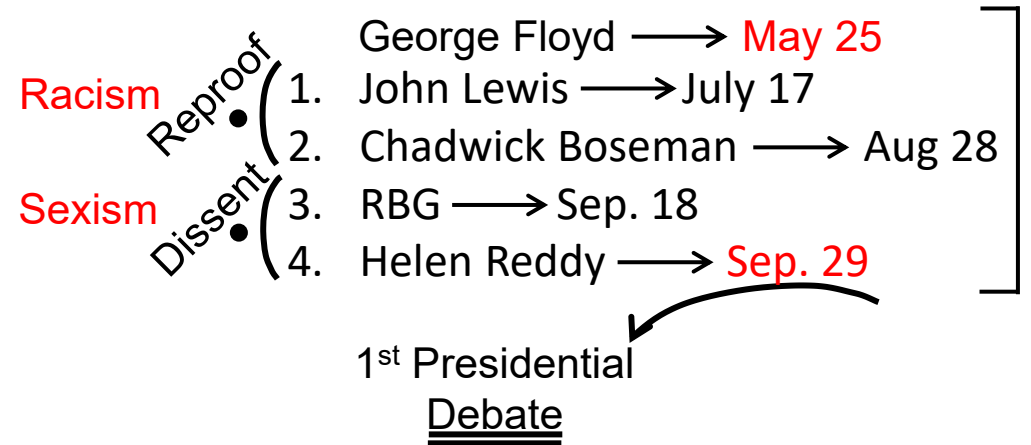 George Floyd → May 25
Racism
Reproof
1. John Lewis → July 17
2. Chadwick Boseman → Aug 28
Sexism
Dissent
3. RBG → Sep. 18
4. Helen Reddy → Sep. 29
1st Presidential
Debate